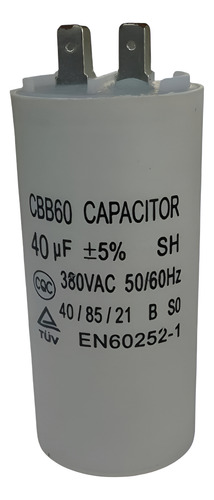 CBB60 CAPACITOR
40 µF ±5% SH
CQC 380VAC 50/60Hz
40/85/21 B S0
TÜV EN60252-1